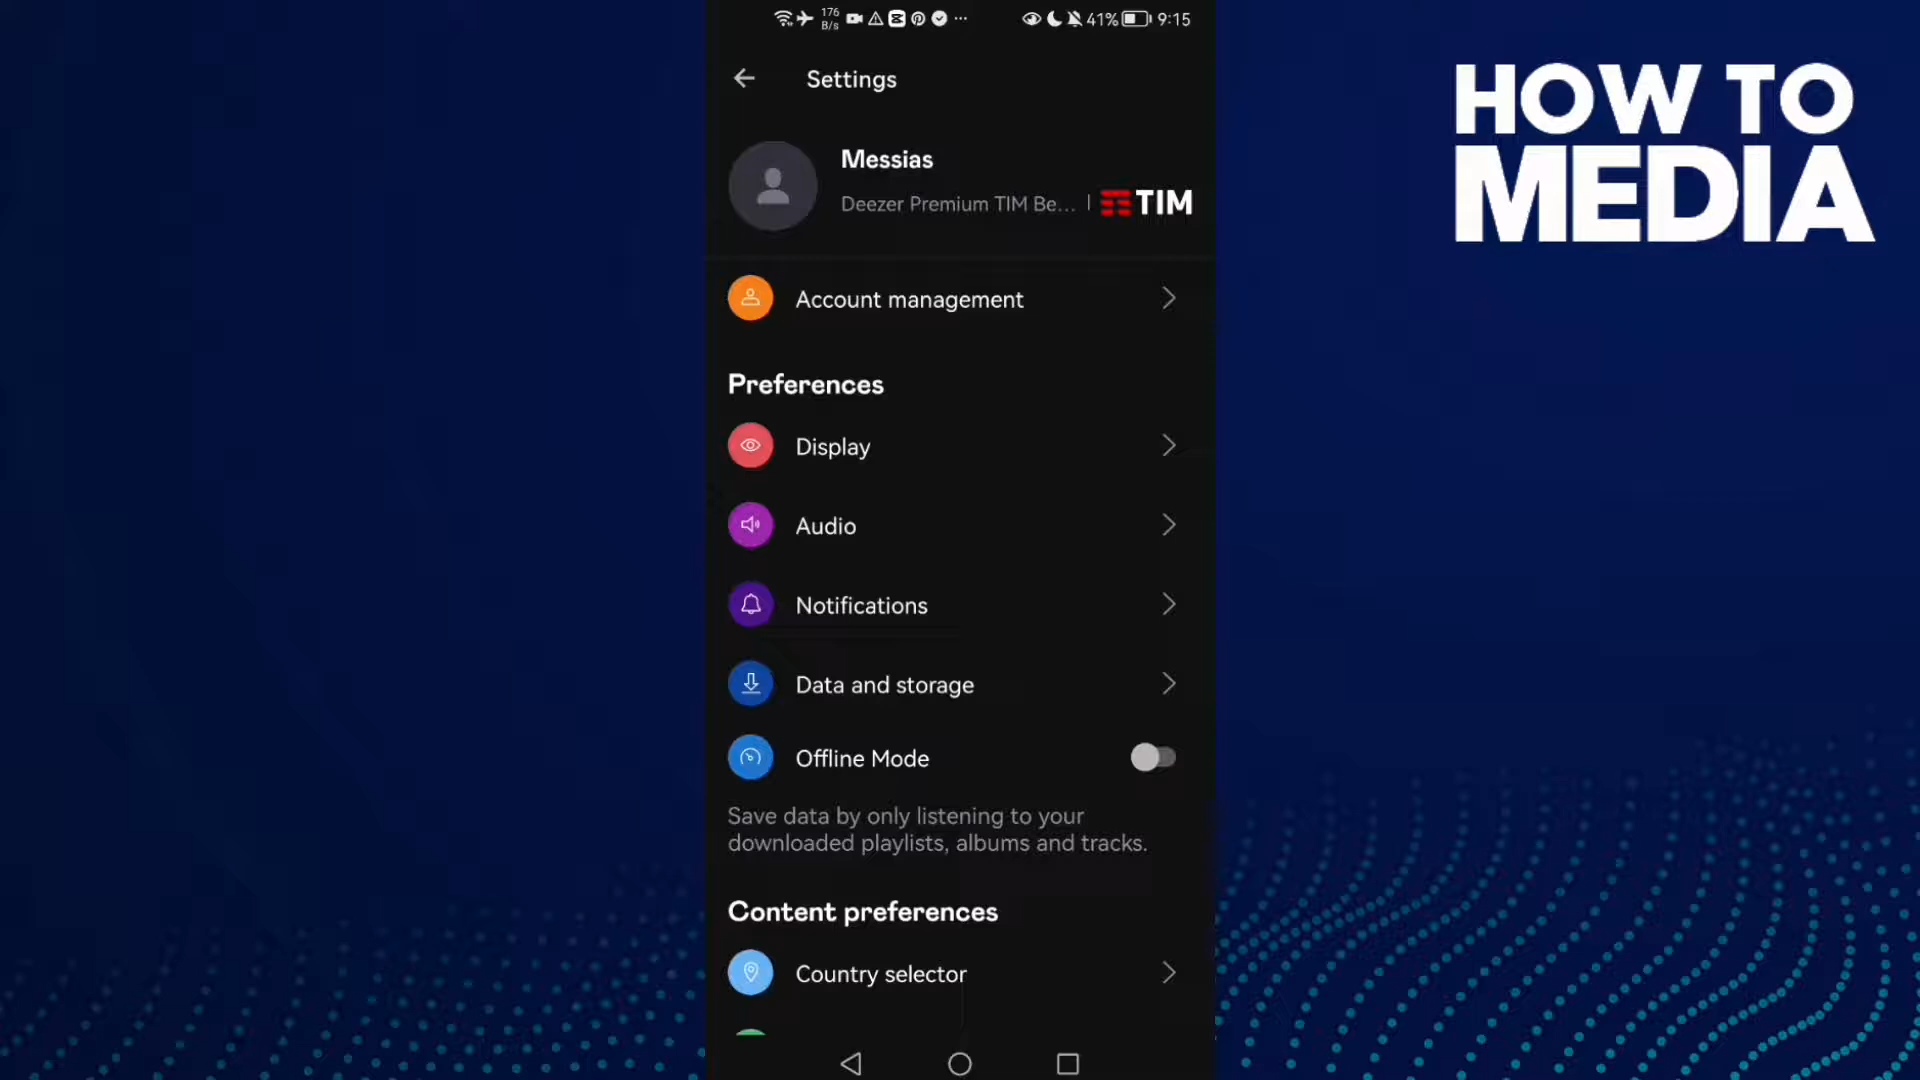 176
B/s
41%
9:15
Settings
HOW TO
MEDIA
Messias
Deezer Premium TIM Be... | TIM
Account management
Preferences
Display
Audio
Notifications
Data and storage
Offline Mode
Save data by only listening to your
downloaded playlists, albums and tracks.
Content preferences
Country selector